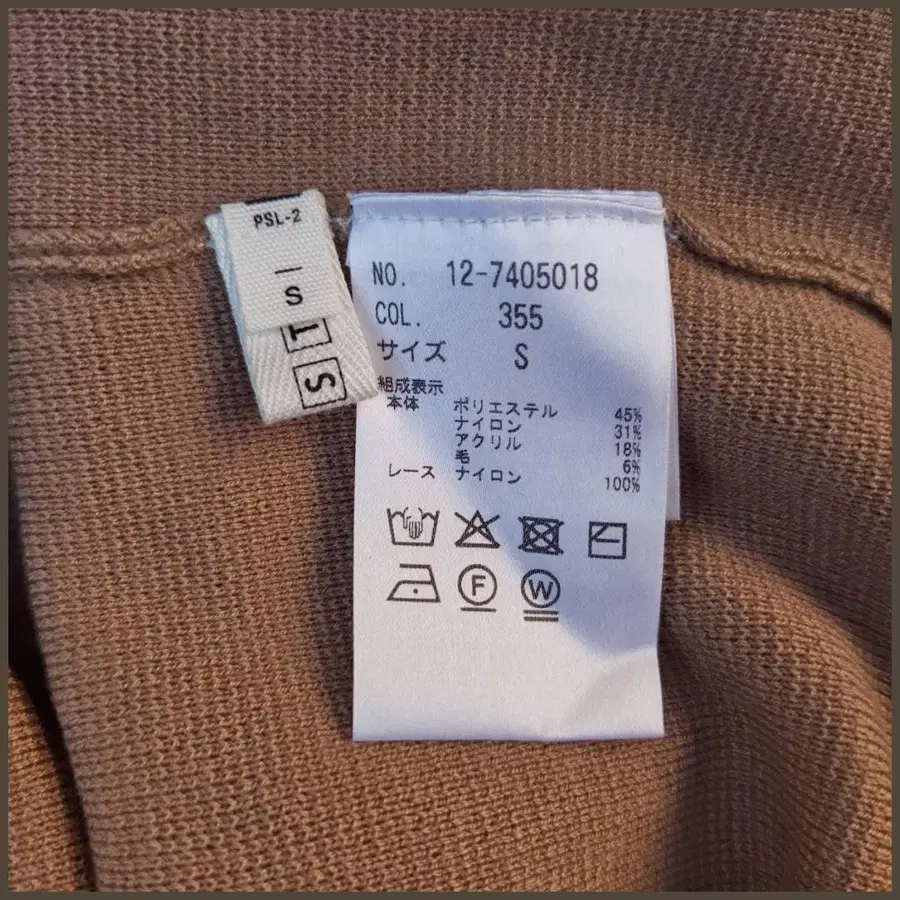 PSL-2
S
T
S
NO. 12-7405018
COL. 355
サイズ S
組成表示
本体 ポリエステル 45%
ナイロン 31%
アクリル 18%
毛 6%
レース ナイロン 100%
F W